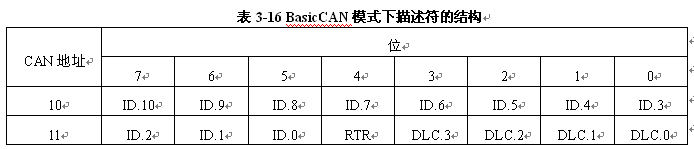 表 3-16 BasicCAN 模式下描述符的结构
CAN 地址 位
7 6 5 4 3 2 1 0
10 ID.10 ID.9 ID.8 ID.7 ID.6 ID.5 ID.4 ID.3
11 ID.2 ID.1 ID.0 RTR DLC.3 DLC.2 DLC.1 DLC.0